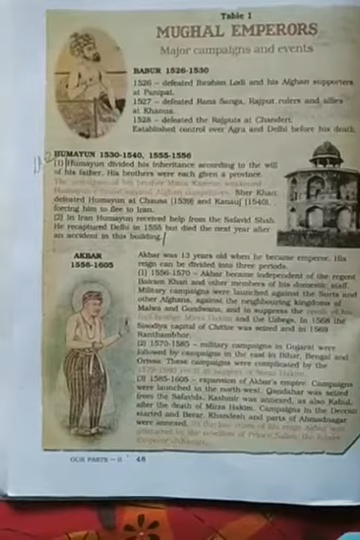 Table 1
MUGHAL EMPERORS
Major campaigns and events
BABUR 1526-1530
1526 – defeated Ibrahim Lodi and his Afghan supporters
at Panipat.
1527 – defeated Rana Sanga, Rajput rulers and allies
at Khanua.
1528 – defeated the Rajputs at Chanderi.
Established control over Agra and Delhi before his death.
HUMAYUN 1530-1540, 1555-1556
(1) Humayun divided his inheritance according to the will
of his father. His brothers were each given a province.
The ambitions of his brother Mirza Kamran weakened
Humayun's cause against Afghan competitors. Sher Khan
defeated Humayun at Chausa (1539) and Kanauj (1540),
forcing him to flee to Iran.
(2) In Iran Humayun received help from the Safavid Shah.
He recaptured Delhi in 1555 but died the next year after
an accident in this building.
AKBAR
1556-1605
Akbar was 13 years old when he became emperor. His
reign can be divided into three periods.
(1) 1556-1570 – Akbar became independent of the regent
Bairam Khan and other members of his domestic staff.
Military campaigns were launched against the Suris and
other Afghans, against the neighbouring kingdoms of
Malwa and Gondwana, and to suppress the revolt of his
half-brother Mirza Hakim and the Uzbegs. In 1568 the
Sisodiya capital of Chittor was seized and in 1569
Ranthambhor.
(2) 1570-1585 – military campaigns in Gujarat were
followed by campaigns in the east in Bihar, Bengal and
Orissa. These campaigns were complicated by the
1579-1580 revolt in support of Mirza Hakim.
(3) 1585-1605 – expansion of Akbar's empire. Campaigns
were launched in the north-west. Qandahar was seized
from the Safavids, Kashmir was annexed, as also Kabul,
after the death of Mirza Hakim. Campaigns in the Deccan
started and Berar, Khandesh and parts of Ahmadnagar
were annexed. In the last years of his reign Akbar was
distracted by the rebellion of Prince Salim, the future
Emperor Jahangir.
OUR PASTS – II 48